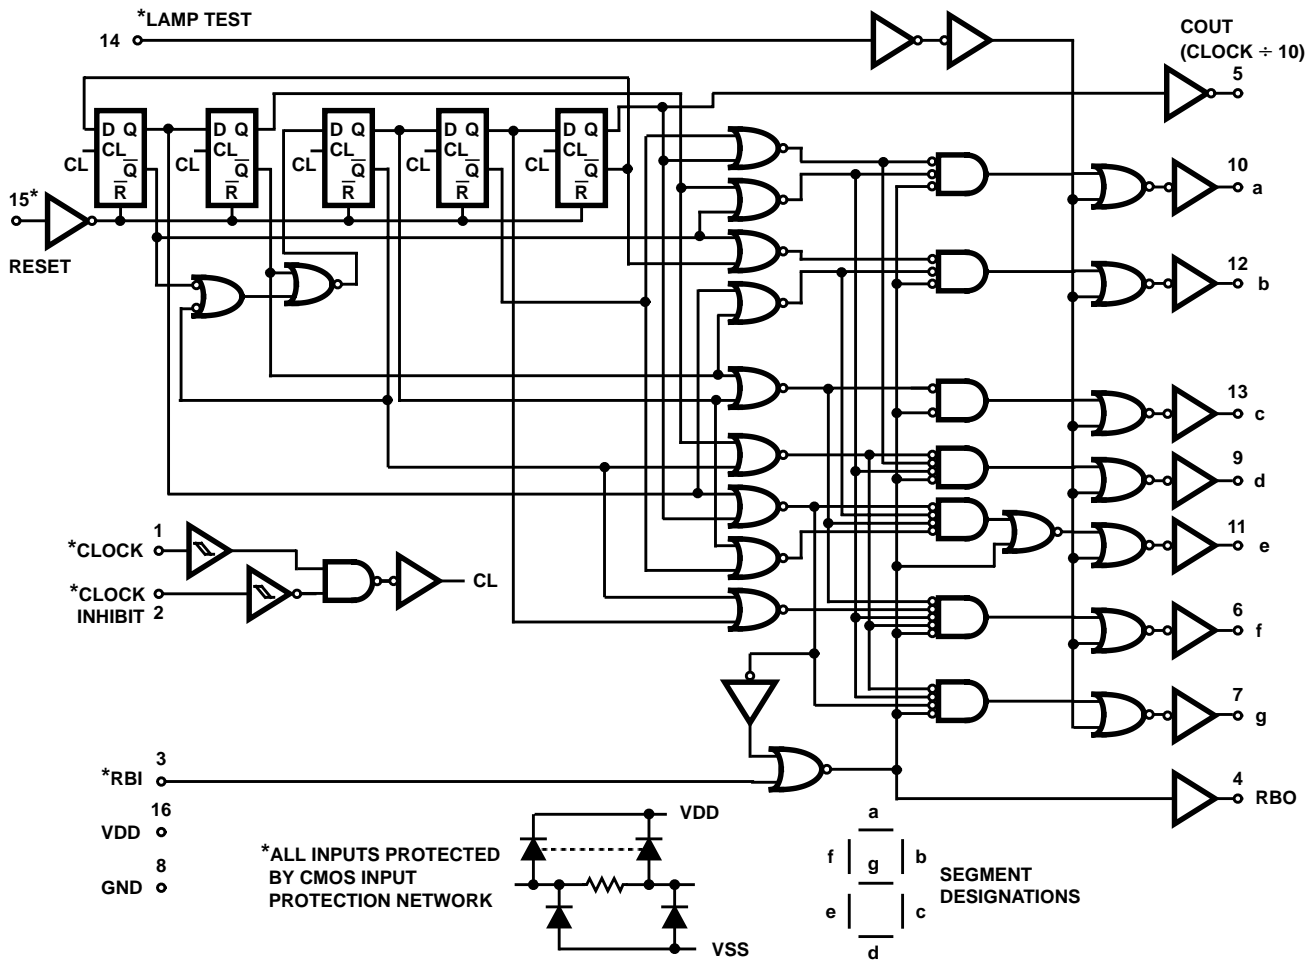 *LAMP TEST
14
COUT
(CLOCK ÷ 10)
5
D Q
CL
Q̅
R̅
CL
D Q
CL
Q̅
R̅
CL
D Q
CL
Q̅
R̅
CL
D Q
CL
Q̅
R̅
CL
D Q
CL
Q̅
R̅
CL
15*
RESET
10
a
12
b
13
c
9
d
11
e
6
f
7
g
1
*CLOCK
*CLOCK
INHIBIT 2
CL
3
*RBI
4
RBO
16
VDD
8
GND
*ALL INPUTS PROTECTED
BY CMOS INPUT
PROTECTION NETWORK
VDD
VSS
a
f g b
e c
d
SEGMENT
DESIGNATIONS